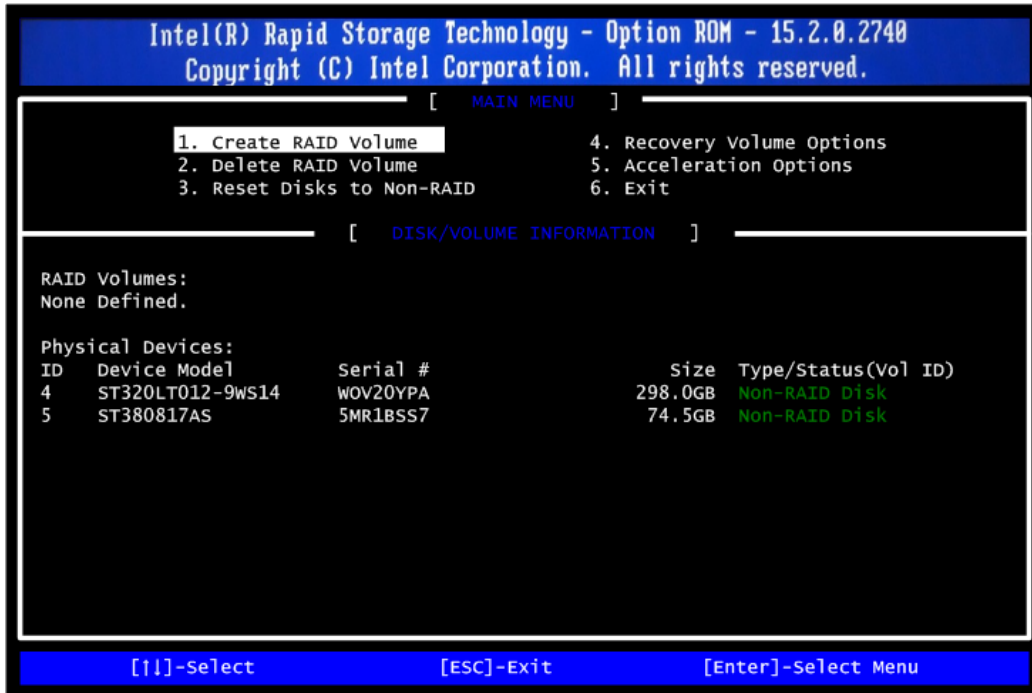 Intel(R) Rapid Storage Technology - Option ROM - 15.2.0.2740
Copyright (C) Intel Corporation. All rights reserved.
[ MAIN MENU ]
1. Create RAID Volume
2. Delete RAID Volume
3. Reset Disks to Non-RAID
4. Recovery Volume Options
5. Acceleration Options
6. Exit
[ DISK/VOLUME INFORMATION ]
RAID Volumes:
None Defined.
Physical Devices:
ID Device Model Serial # Size Type/Status(Vol ID)
4 ST320LT012-9WS14 WOV20YPA 298.0GB Non-RAID Disk
5 ST380817AS 5MR1BSS7 74.5GB Non-RAID Disk
[↑↓]-Select [ESC]-Exit [Enter]-Select Menu